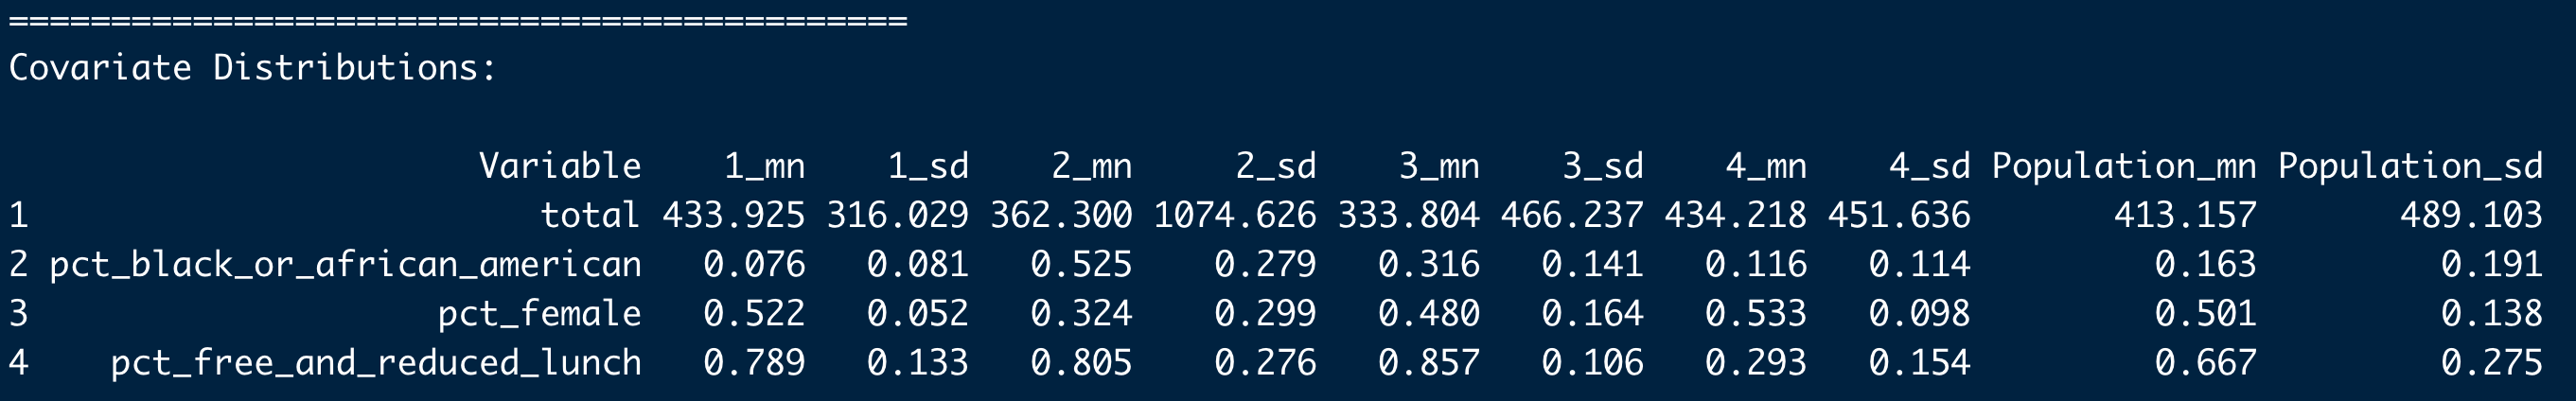 ============================================
Covariate Distributions:
Variable 1_mn 1_sd 2_mn 2_sd 3_mn 3_sd 4_mn 4_sd Population_mn Population_sd
1 total 433.925 316.029 362.300 1074.626 333.804 466.237 434.218 451.636 413.157 489.103
2 pct_black_or_african_american 0.076 0.081 0.525 0.279 0.316 0.141 0.116 0.114 0.163 0.191
3 pct_female 0.522 0.052 0.324 0.299 0.480 0.164 0.533 0.098 0.501 0.138
4 pct_free_and_reduced_lunch 0.789 0.133 0.805 0.276 0.857 0.106 0.293 0.154 0.667 0.275